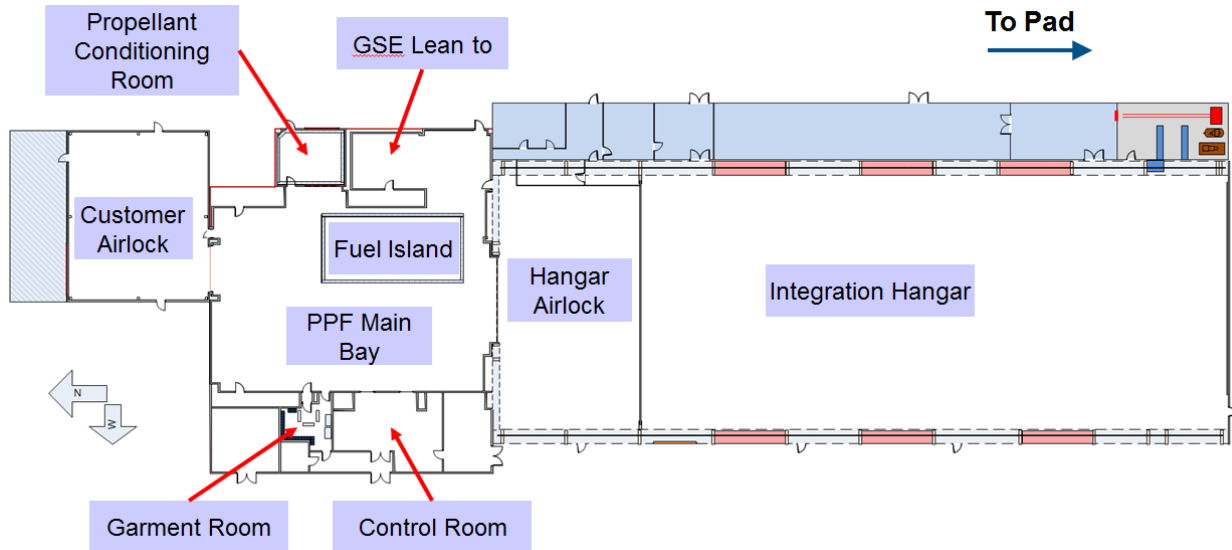 Propellant
Conditioning
Room
GSE Lean to
To Pad
Customer
Airlock
Fuel Island
Hangar
Airlock
Integration Hangar
PPF Main
Bay
N
W
Garment Room
Control Room